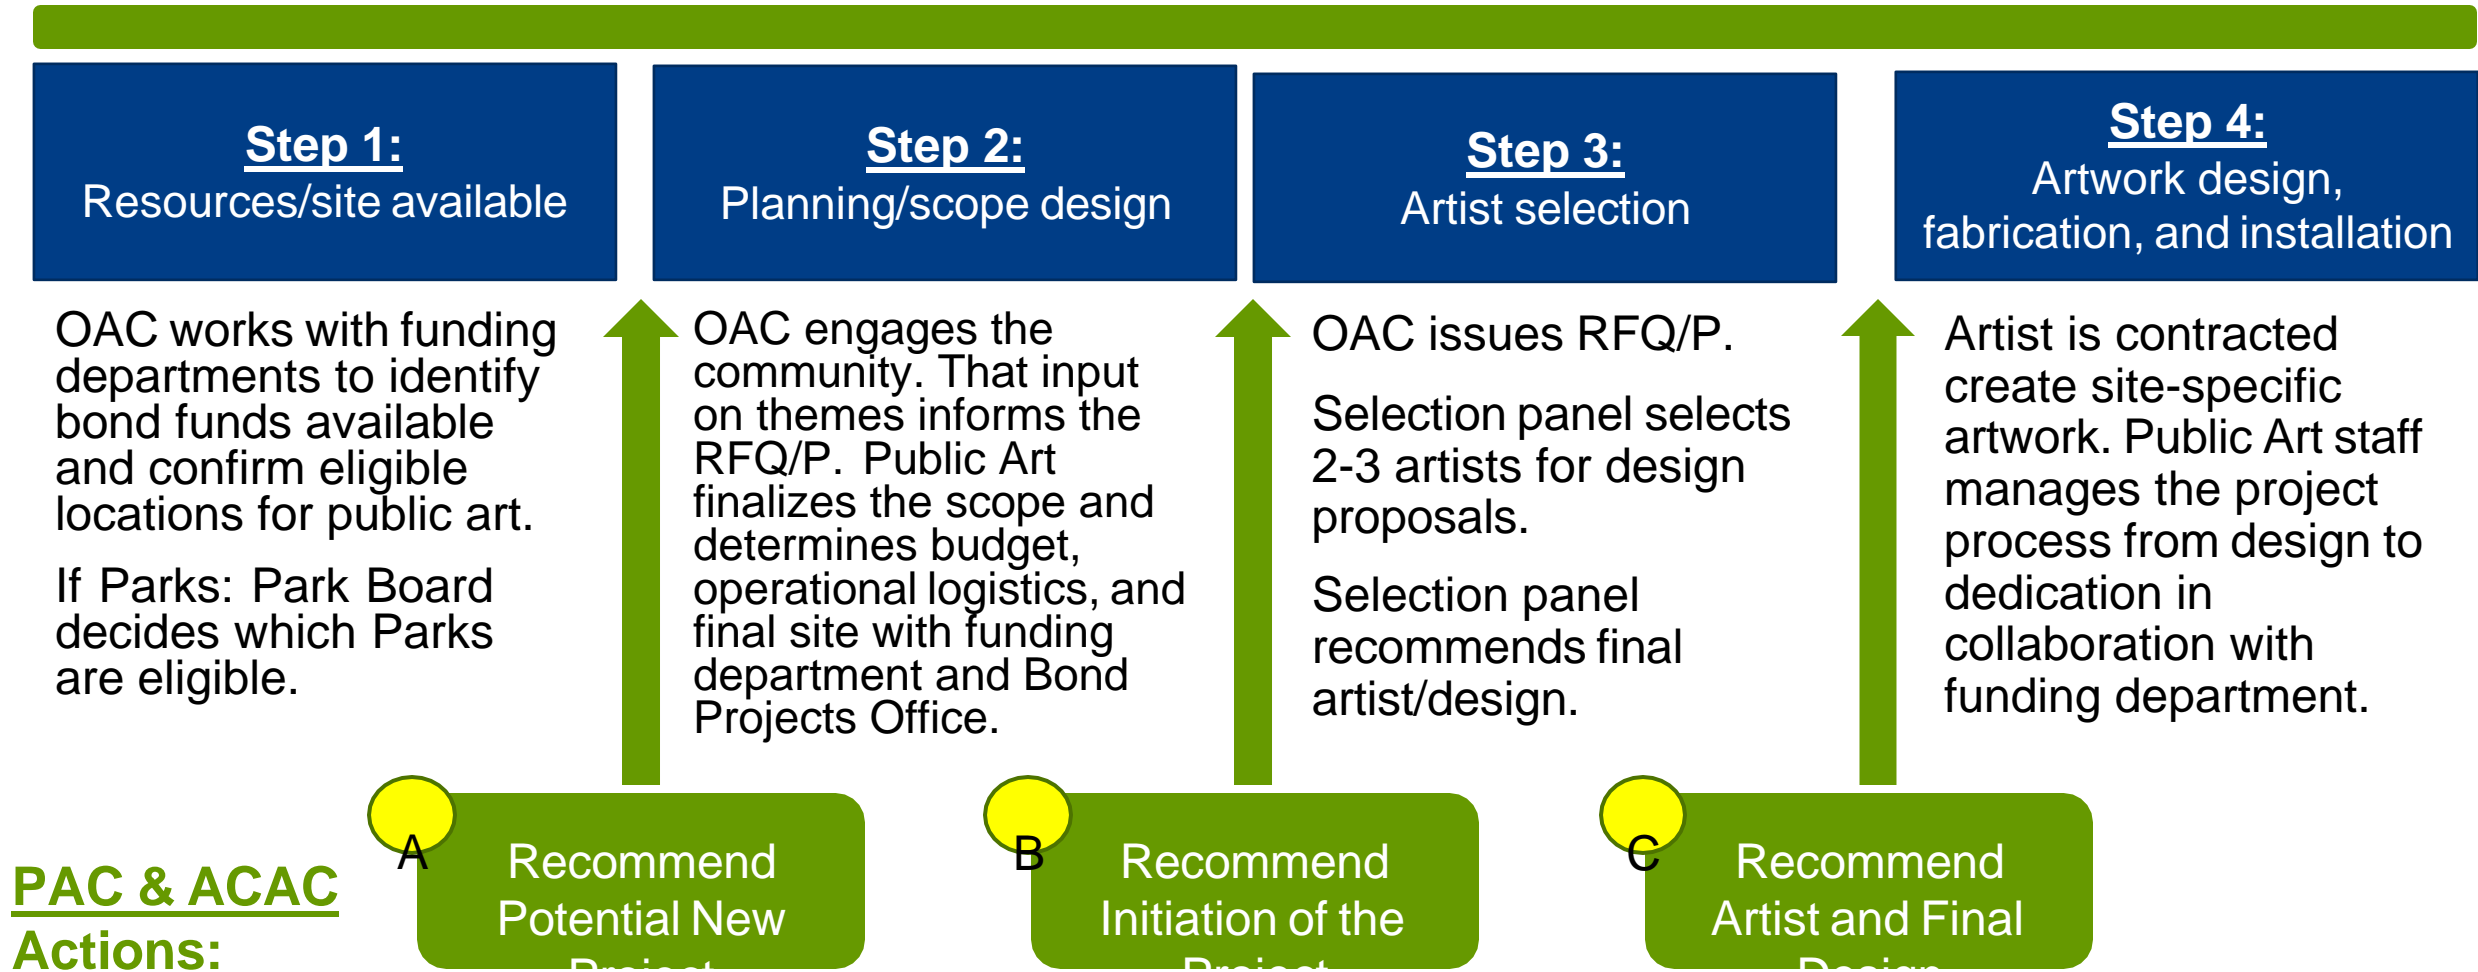 Step 1:
Resources/site available
Step 2:
Planning/scope design
Step 3:
Artist selection
Step 4:
Artwork design,
fabrication, and installation
OAC works with funding
departments to identify
bond funds available
and confirm eligible
locations for public art.
If Parks: Park Board
decides which Parks
are eligible.
OAC engages the
community. That input
on themes informs the
RFQ/P. Public Art
finalizes the scope and
determines budget,
operational logistics, and
final site with funding
department and Bond
Projects Office.
OAC issues RFQ/P.
Selection panel selects
2-3 artists for design
proposals.
Selection panel
recommends final
artist/design.
Artist is contracted
create site-specific
artwork. Public Art staff
manages the project
process from design to
dedication in
collaboration with
funding department.
PAC & ACAC
Actions:
A
Recommend
Potential New
Project
B
Recommend
Initiation of the
Project
C
Recommend
Artist and Final
Design